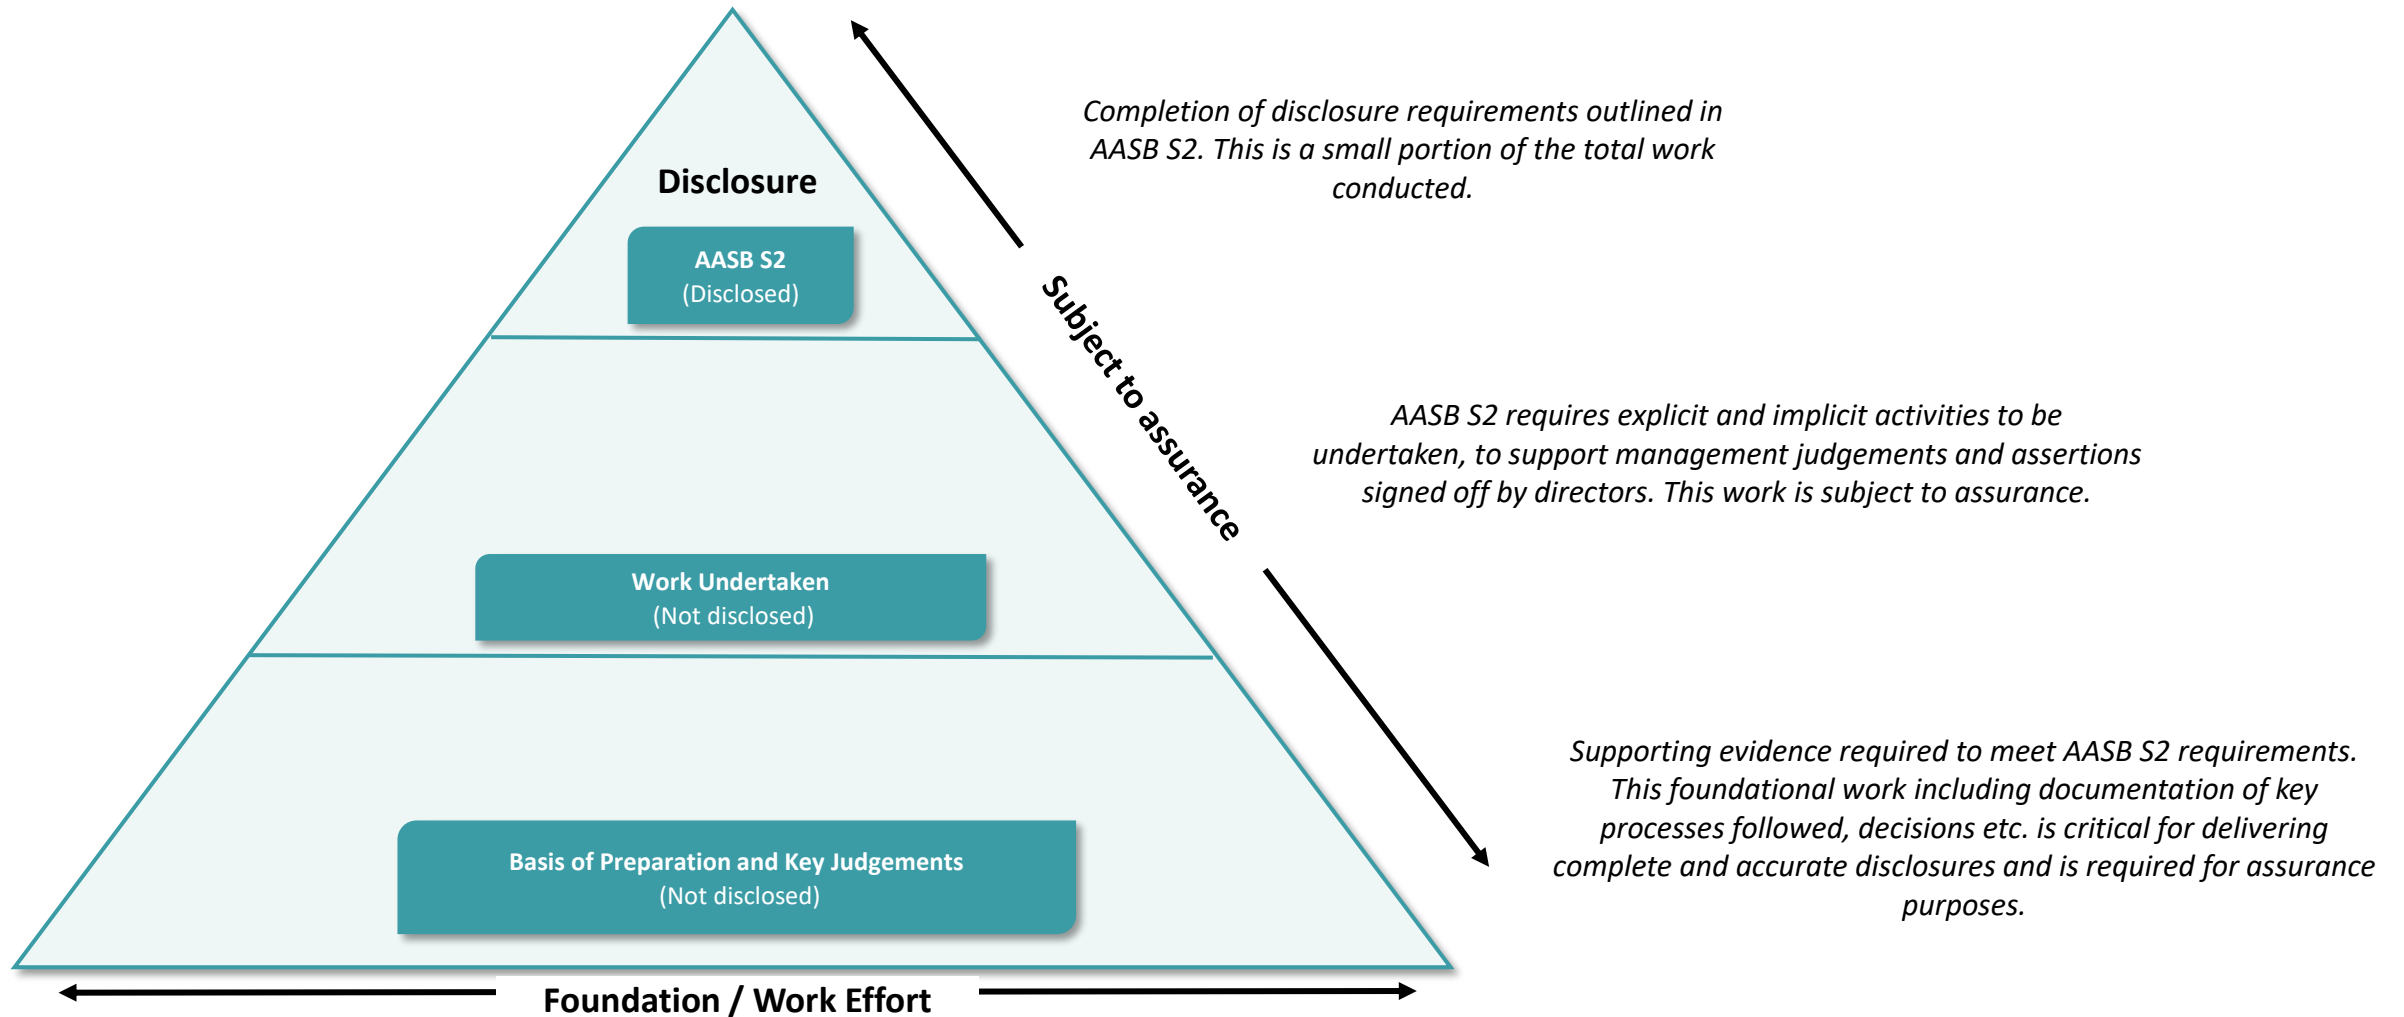 Completion of disclosure requirements outlined in
AASB S2. This is a small portion of the total work
conducted.
Disclosure
AASB S2
(Disclosed)
Subject to assurance
AASB S2 requires explicit and implicit activities to be
undertaken, to support management judgements and assertions
signed off by directors. This work is subject to assurance.
Work Undertaken
(Not disclosed)
Supporting evidence required to meet AASB S2 requirements.
This foundational work including documentation of key
processes followed, decisions etc. is critical for delivering
complete and accurate disclosures and is required for assurance
purposes.
Basis of Preparation and Key Judgements
(Not disclosed)
Foundation / Work Effort